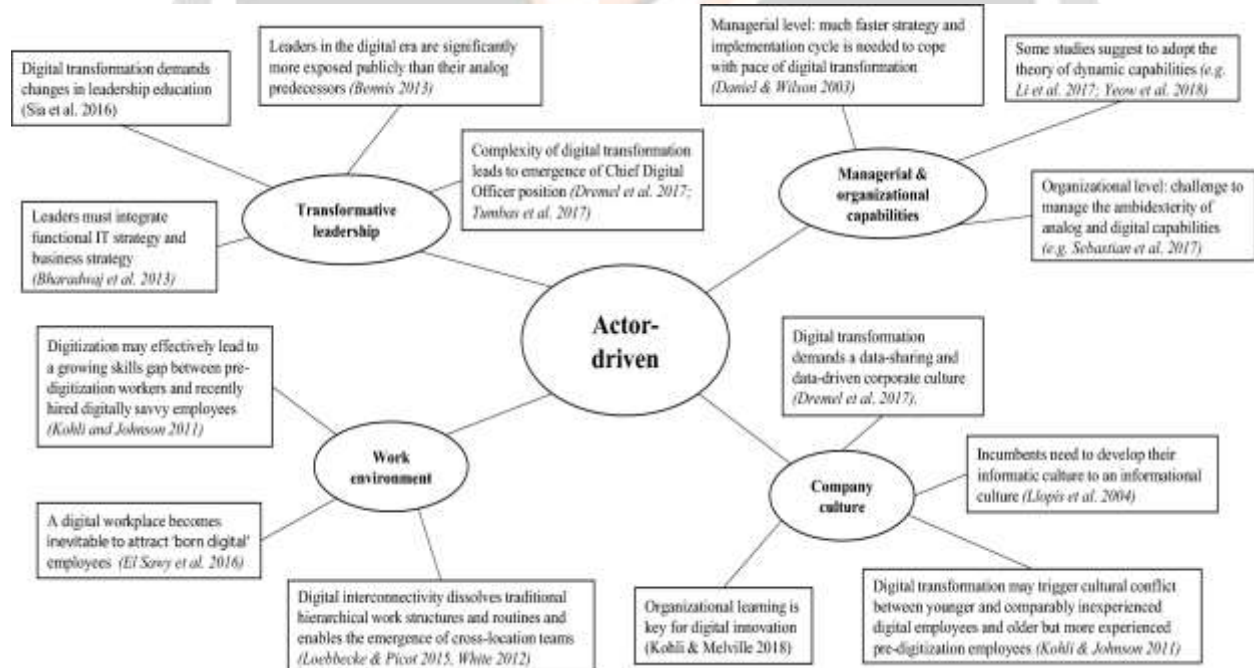 Leaders in the digital era are significantly
more exposed publicly than their analog
predecessors (Bennis 2013)
Managerial level: much faster strategy and
implementation cycle is needed to cope
with pace of digital transformation
(Daniel & Wilson 2003)
Some studies suggest to adopt the
theory of dynamic capabilities (e.g.
Li et al. 2017; Yeow et al. 2018)
Digital transformation demands
changes in leadership education
(Sia et al. 2016)
Complexity of digital transformation
leads to emergence of Chief Digital
Officer position (Dremel et al. 2017;
Tumbas et al. 2017)
Transformative
leadership
Managerial &
organizational
capabilities
Organizational level: challenge to
manage the ambidexterity of
analog and digital capabilities
(e.g. Sebastian et al. 2017)
Leaders must integrate
functional IT strategy and
business strategy
(Bharadwaj et al. 2013)
Actor-
driven
Digitization may effectively lead to
a growing skills gap between pre-
digitization workers and recently
hired digitally savvy employees
(Kohli and Johnson 2011)
Digital transformation
demands a data-sharing and
data-driven corporate culture
(Dremel et al. 2017).
Work
environment
Company
culture
Incumbents need to develop their
informatic culture to an informational
culture (Llopis et al. 2004)
A digital workplace becomes
inevitable to attract 'born digital'
employees (El Sawy et al. 2016)
Digital interconnectivity dissolves traditional
hierarchical work structures and routines and
enables the emergence of cross-location teams
(Loebbecke & Picot 2015, White 2012)
Organizational learning is
key for digital innovation
(Kohli & Melville 2018)
Digital transformation may trigger cultural conflict
between younger and comparably inexperienced
digital employees and older but more experienced
pre-digitization employees (Kohli & Johnson 2011)